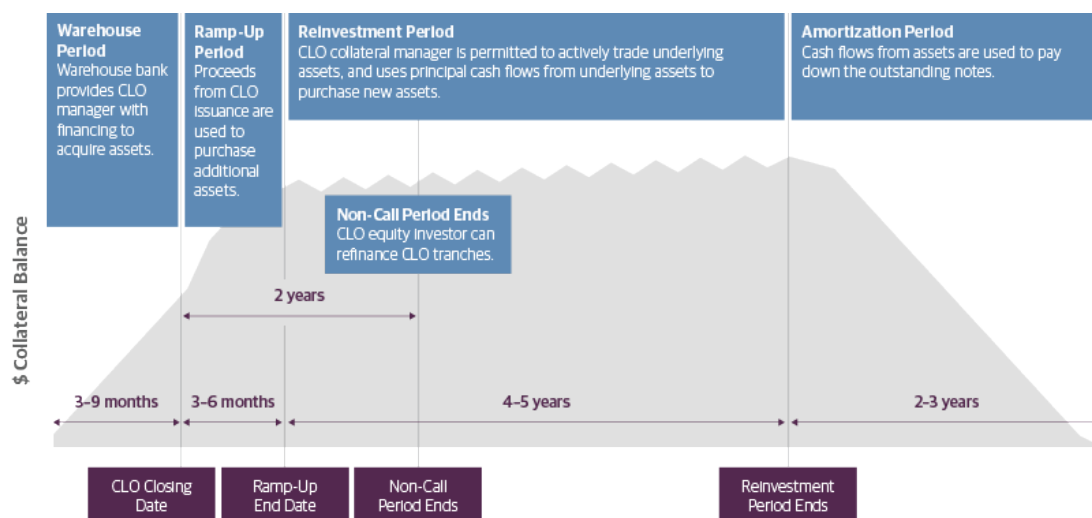 Warehouse
Period
Warehouse bank
provides CLO
manager with
financing to
acquire assets.
Ramp-Up
Period
Proceeds
from CLO
issuance are
used to
purchase
additional
assets.
Reinvestment Period
CLO collateral manager is permitted to actively trade underlying
assets, and uses principal cash flows from underlying assets to
purchase new assets.
Amortization Period
Cash flows from assets are used to pay
down the outstanding notes.
Non-Call Period Ends
CLO equity investor can
refinance CLO tranches.
$ Collateral Balance
2 years
3–9 months
3–6 months
4–5 years
2-3 years
CLO Closing
Date
Ramp-Up
End Date
Non-Call
Period Ends
Reinvestment
Period Ends